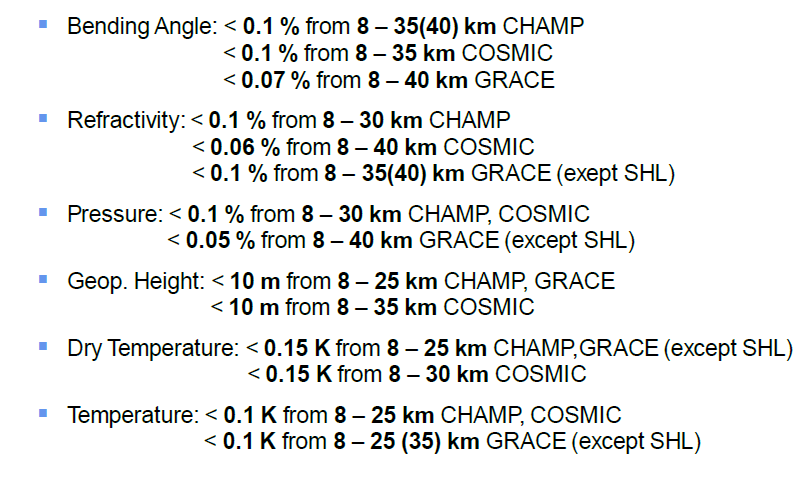 Bending Angle: < 0.1 % from 8 – 35(40) km CHAMP
< 0.1 % from 8 – 35 km COSMIC
< 0.07 % from 8 – 40 km GRACE
Refractivity: < 0.1 % from 8 – 30 km CHAMP
< 0.06 % from 8 – 40 km COSMIC
< 0.1 % from 8 – 35(40) km GRACE (exept SHL)
Pressure: < 0.1 % from 8 – 30 km CHAMP, COSMIC
< 0.05 % from 8 – 40 km GRACE (except SHL)
Geop. Height: < 10 m from 8 – 25 km CHAMP, GRACE
< 10 m from 8 – 35 km COSMIC
Dry Temperature: < 0.15 K from 8 – 25 km CHAMP,GRACE (except SHL)
< 0.15 K from 8 – 30 km COSMIC
Temperature: < 0.1 K from 8 – 25 km CHAMP, COSMIC
< 0.1 K from 8 – 25 (35) km GRACE (except SHL)